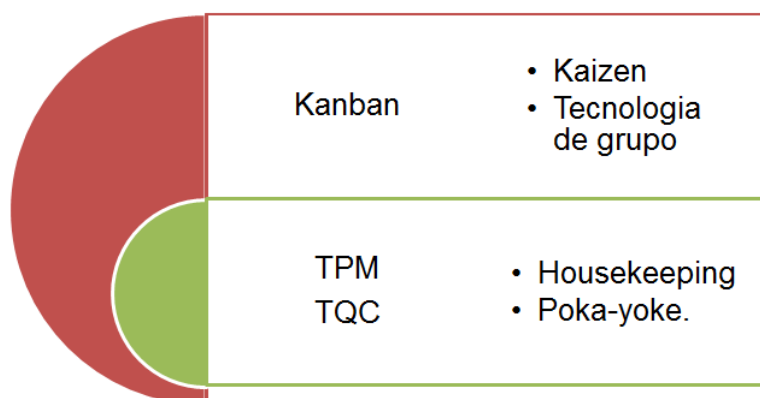 Kanban
• Kaizen
• Tecnologia
de grupo
TPM
TQC
• Housekeeping
• Poka-yoke.